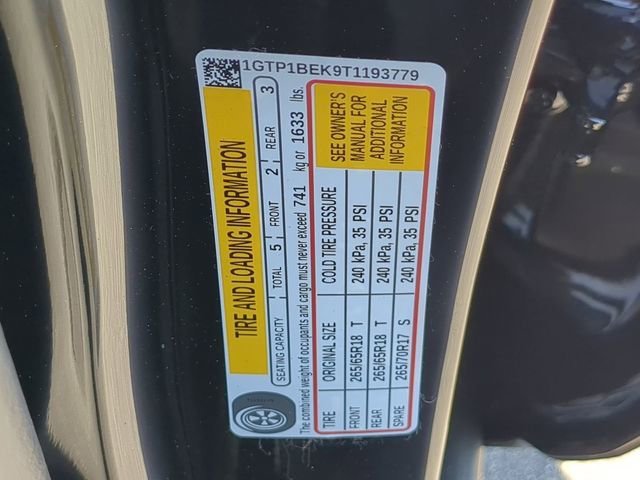 1GTP1BEK9T1193779
TIRE AND LOADING INFORMATION
SEATING CAPACITY TOTAL 5 FRONT 2 REAR 3
The combined weight of occupants and cargo must never exceed 741 kg or 1633 lbs.
TIRE ORIGINAL SIZE COLD TIRE PRESSURE
FRONT 265/65R18 T 240 kPa, 35 PSI
REAR 265/65R18 T 240 kPa, 35 PSI
SPARE 265/70R17 S 240 kPa, 35 PSI
SEE OWNER'S
MANUAL FOR
ADDITIONAL
INFORMATION